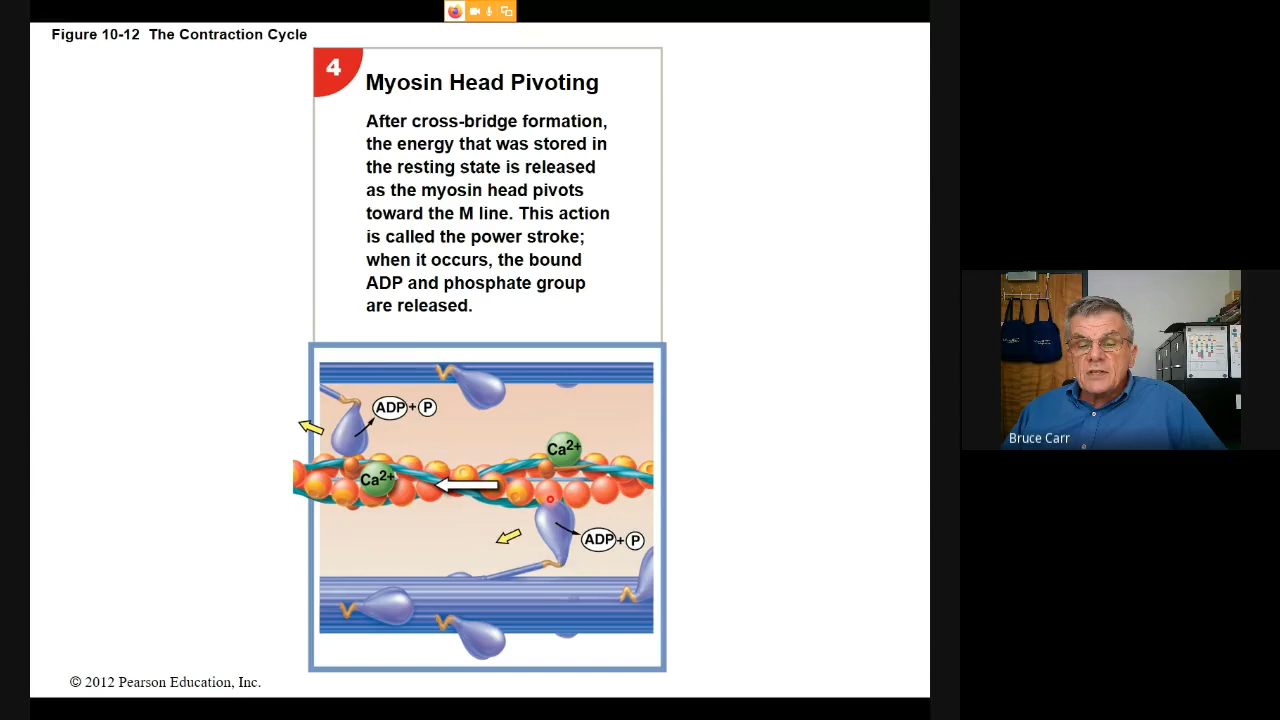 Figure 10-12 The Contraction Cycle
4
Myosin Head Pivoting
After cross-bridge formation,
the energy that was stored in
the resting state is released
as the myosin head pivots
toward the M line. This action
is called the power stroke;
when it occurs, the bound
ADP and phosphate group
are released.
ADP + P
Ca2+
Ca2+
ADP + P
© 2012 Pearson Education, Inc.
Bruce Carr